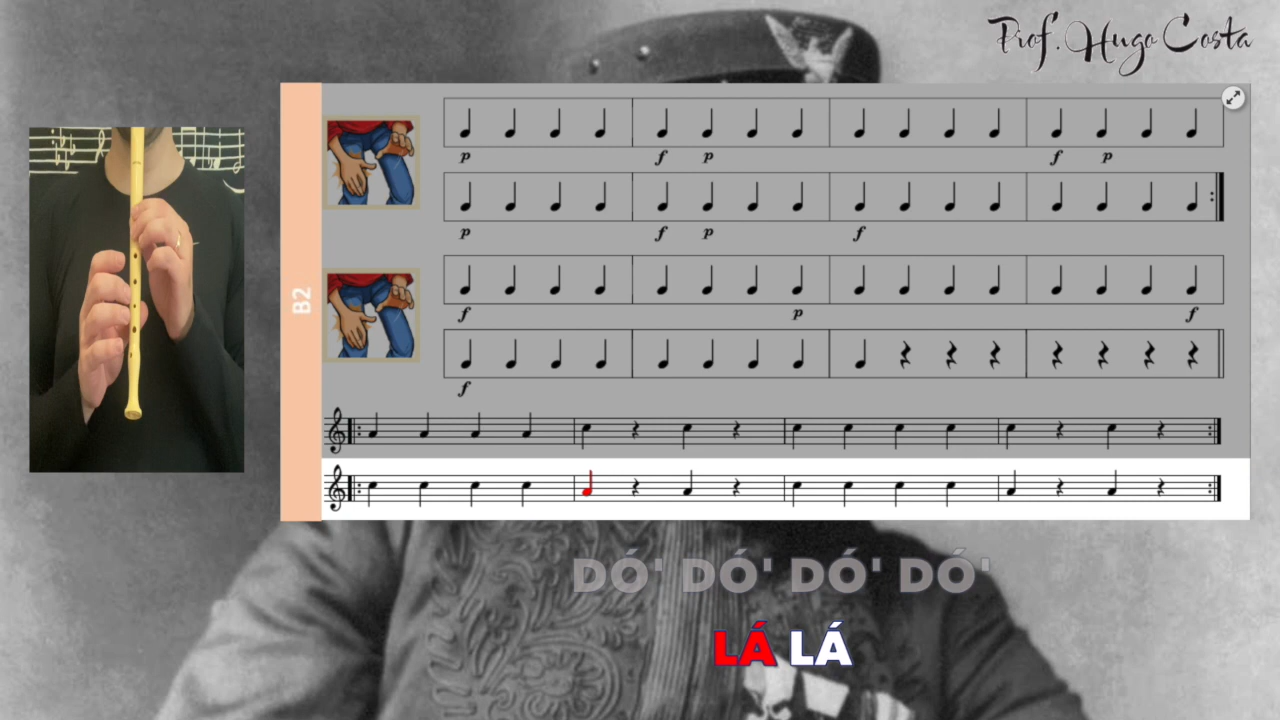 Prof. Hugo Costa
p f p f p
p f p f
B2
f p f
f
DÓ' DÓ' DÓ' DÓ'
LÁ LÁ